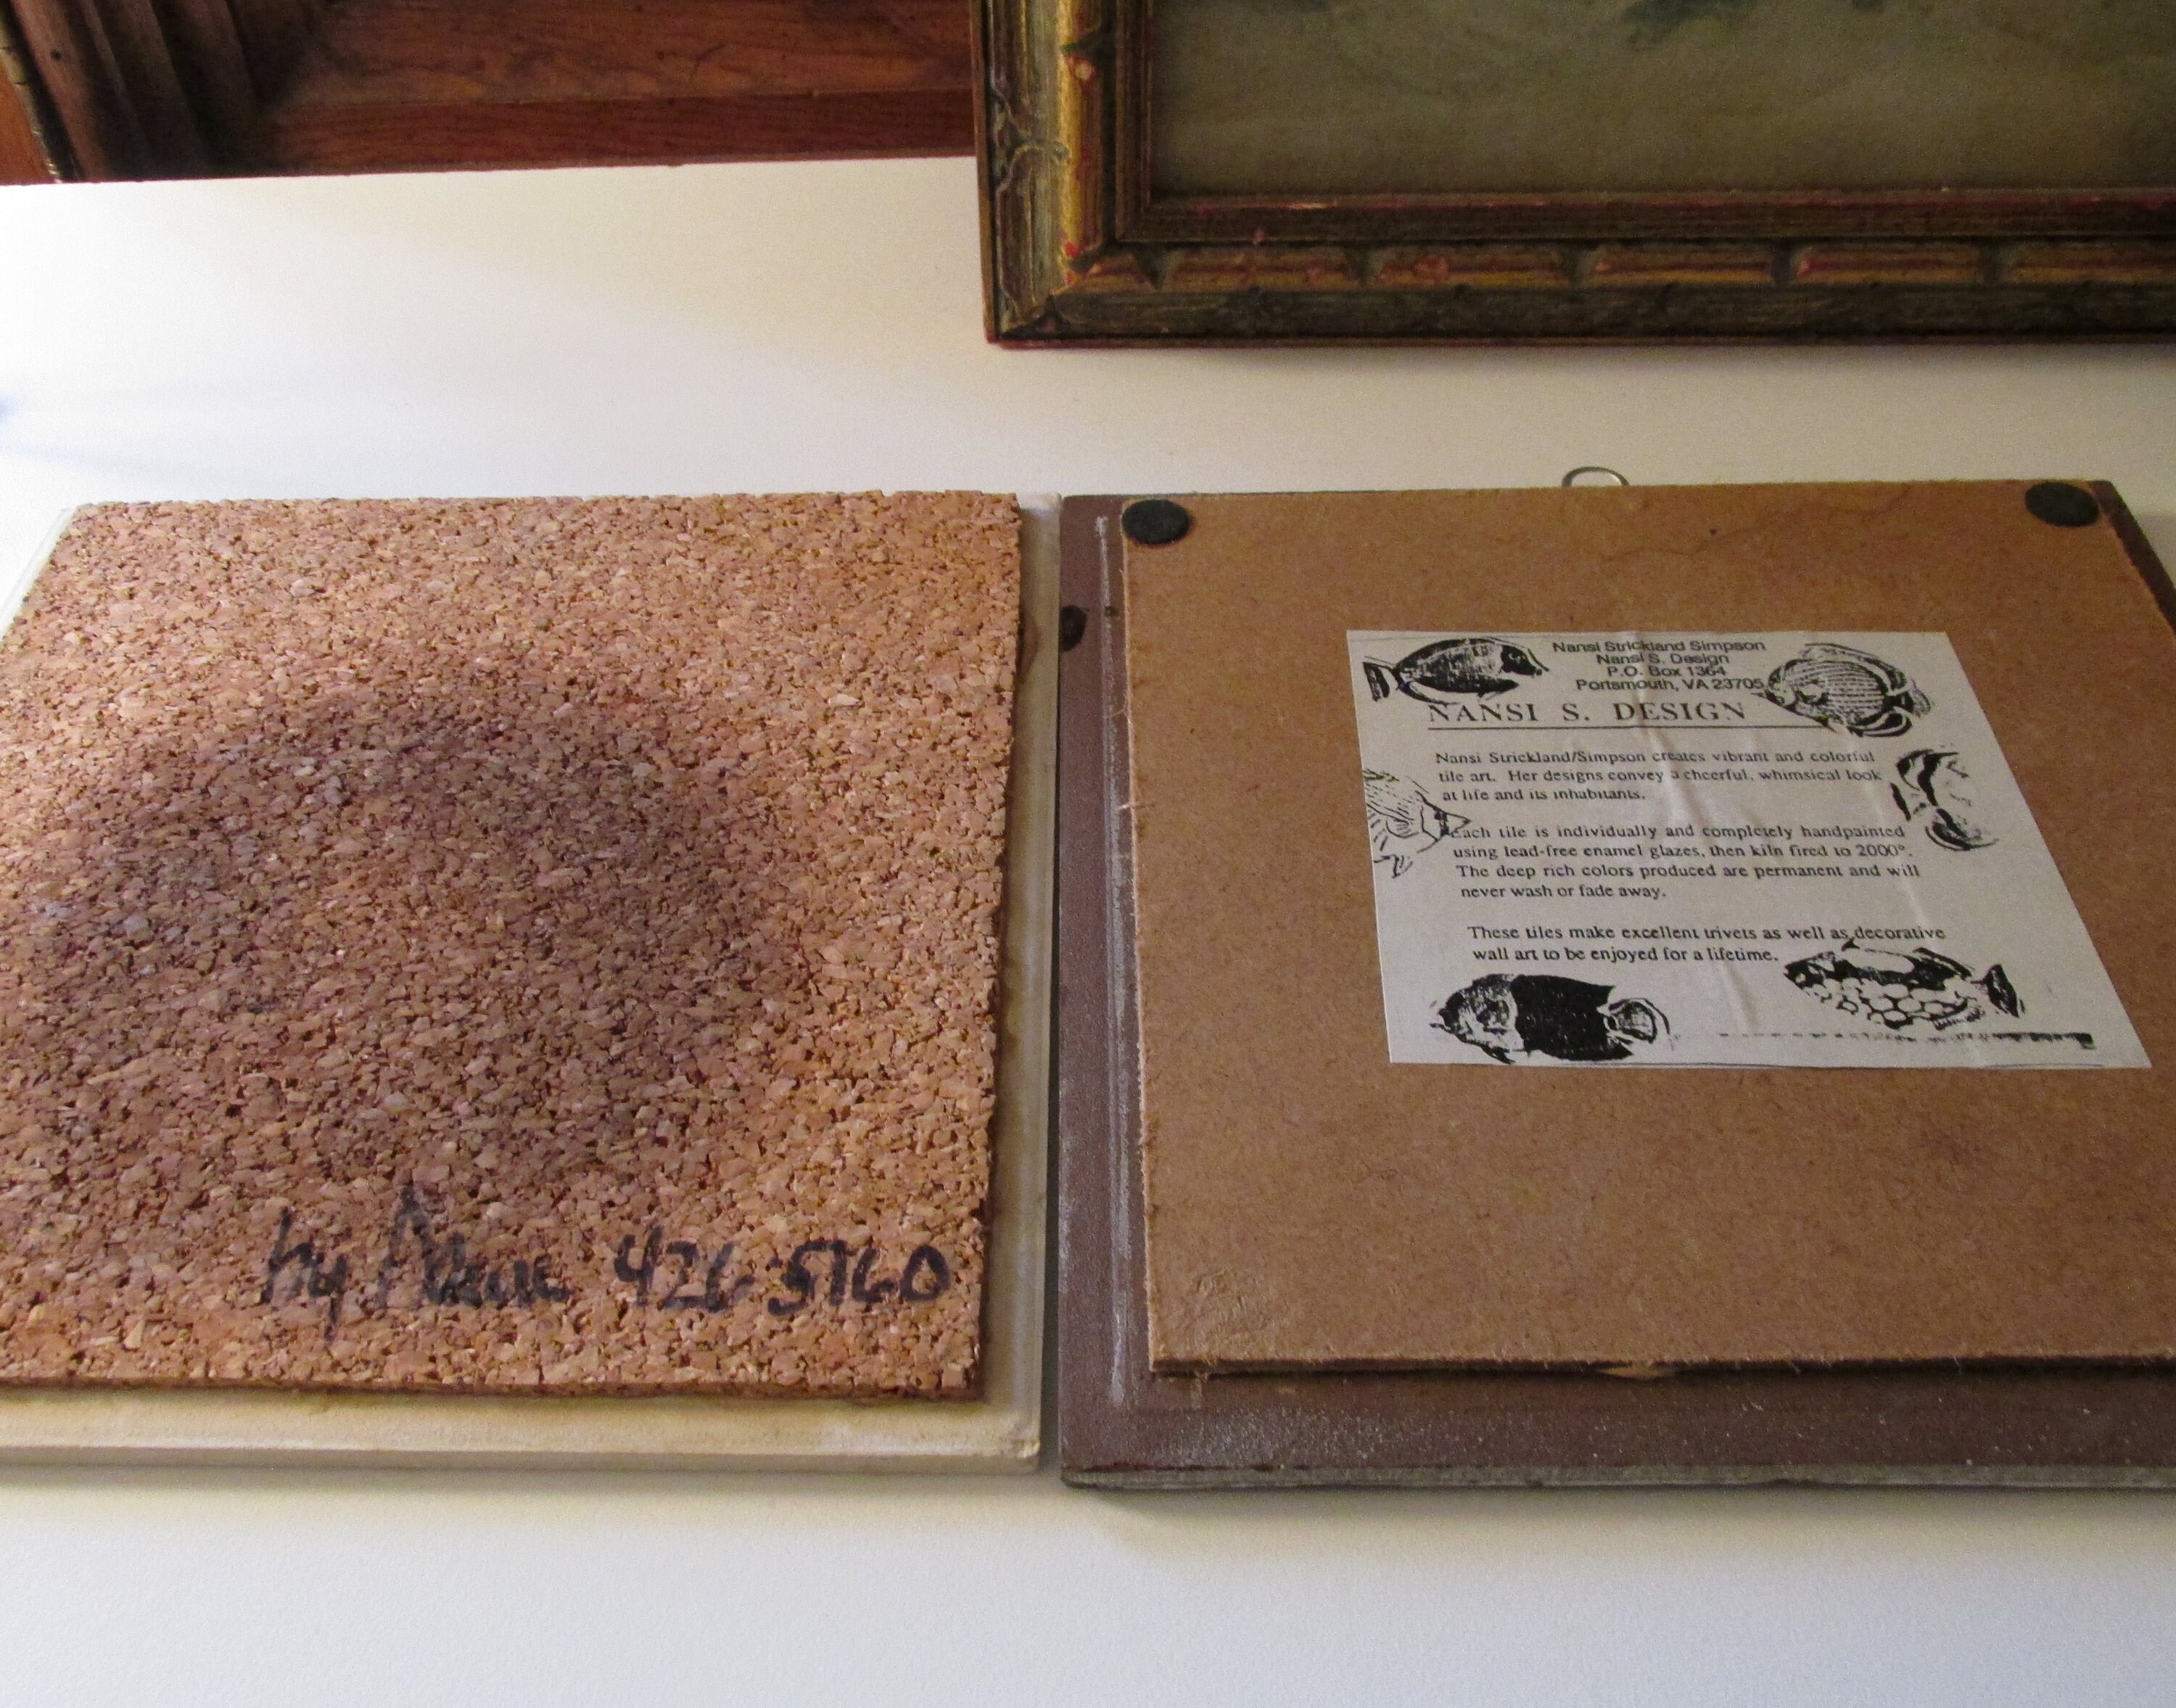 by 426-5760
Nansi Strickland Simpson
Nansi S. Design
P.O. Box 1364
Portsmouth, VA 23705
NANSI S. DESIGN
Nansi Strickland/Simpson creates vibrant and colorful
tile art. Her designs convey a cheerful, whimsical look
at life and its inhabitants.
Each tile is individually and completely handpainted
using lead-free enamel glazes, then kiln fired to 2000°.
The deep rich colors produced are permanent and will
never wash or fade away.
These tiles make excellent trivets as well as decorative
wall art to be enjoyed for a lifetime.